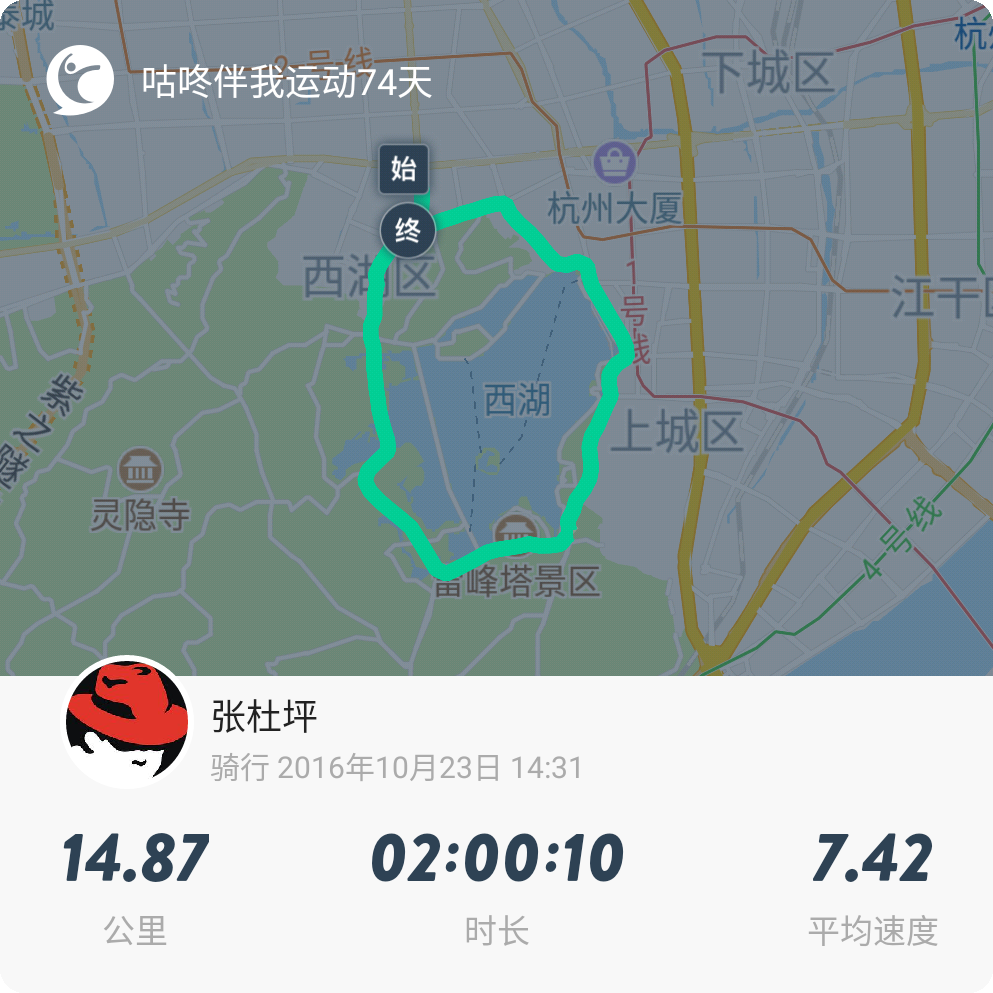 泰城
2号线
咕咚伴我运动74天
下城区
杭州
始
杭州大厦
终
西湖区
江干区
1号线
西湖
紫之隧
上城区
灵隐寺
4号线
雷峰塔景区
张杜坪
骑行 2016年10月23日 14:31
14.87
02:00:10
7.42
公里
时长
平均速度